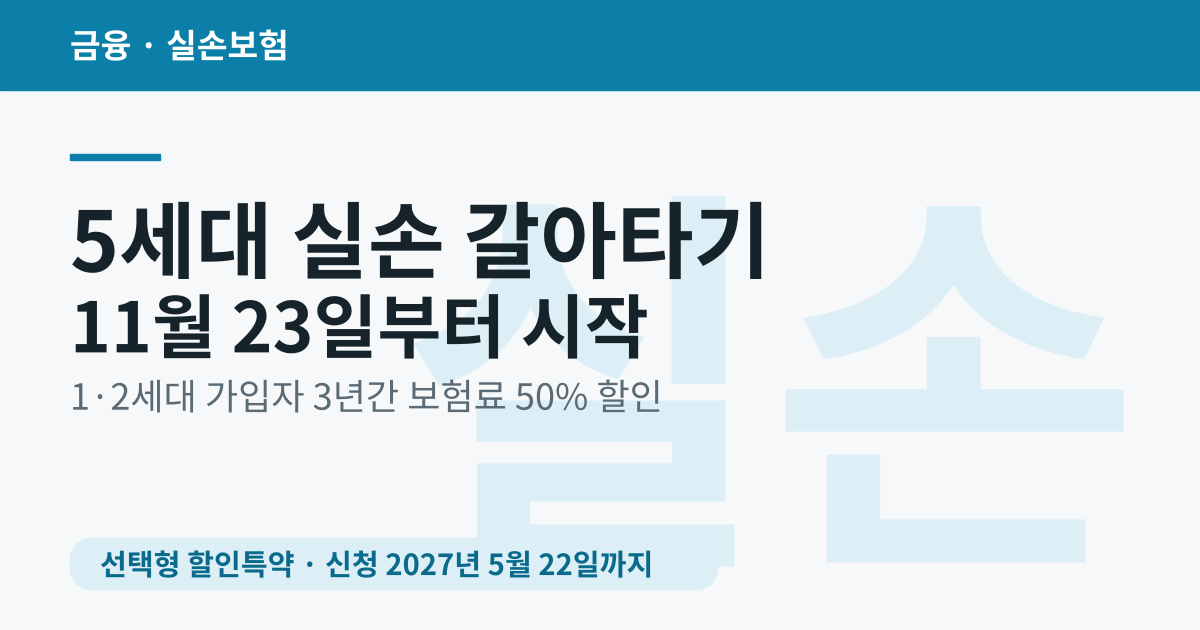 금융 · 실손보험
5세대 실손 갈아타기
11월 23일부터 시작
1·2세대 가입자 3년간 보험료 50% 할인
실손
선택형 할인특약 · 신청 2027년 5월 22일까지